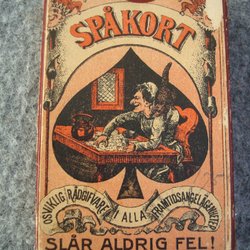 SPÅKORT
OSVIKLIG RÅDGIFVARE I ALLA FRAMTIDSANGELÄGENHETER
SLÅR ALDRIG FEL!